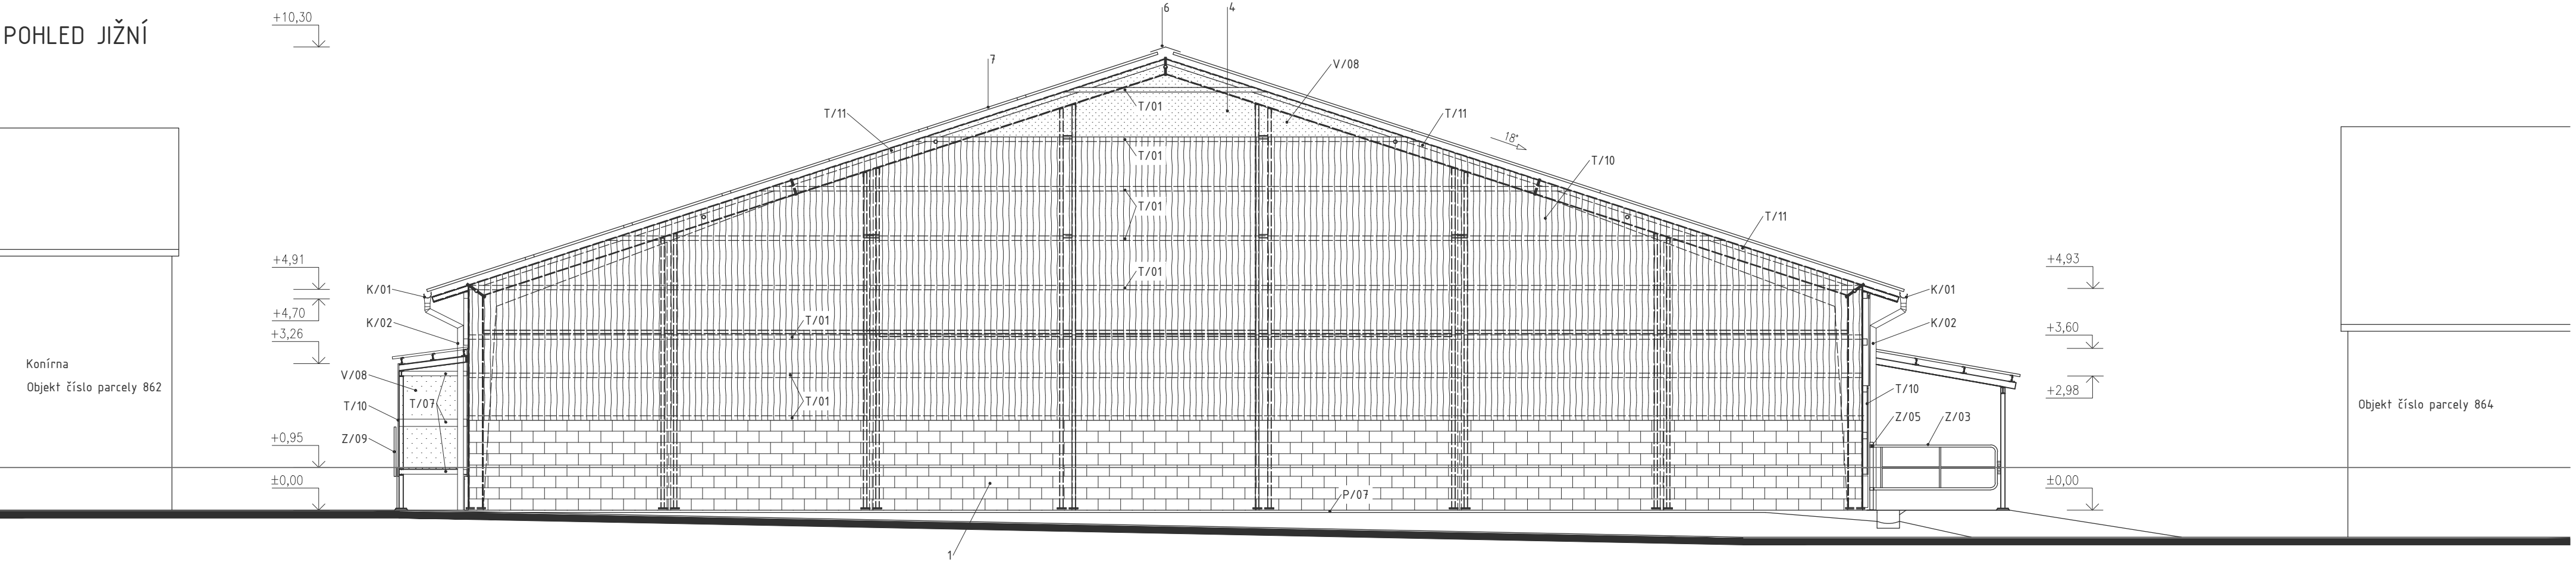 POHLED JIŽNÍ
+10,30
6
4
7
V/08
T/01
T/11
T/11
18°
T/01
T/10
T/01
T/11
+4,91
+4,93
T/01
K/01
K/01
+4,70
T/01
K/02
K/02
+3,26
+3,60
Konírna
Objekt číslo parcely 862
V/08
T/10
T/07
T/01
T/10
+2,98
Objekt číslo parcely 864
Z/05
Z/03
+0,95
Z/09
±0,00
±0,00
P/07
1